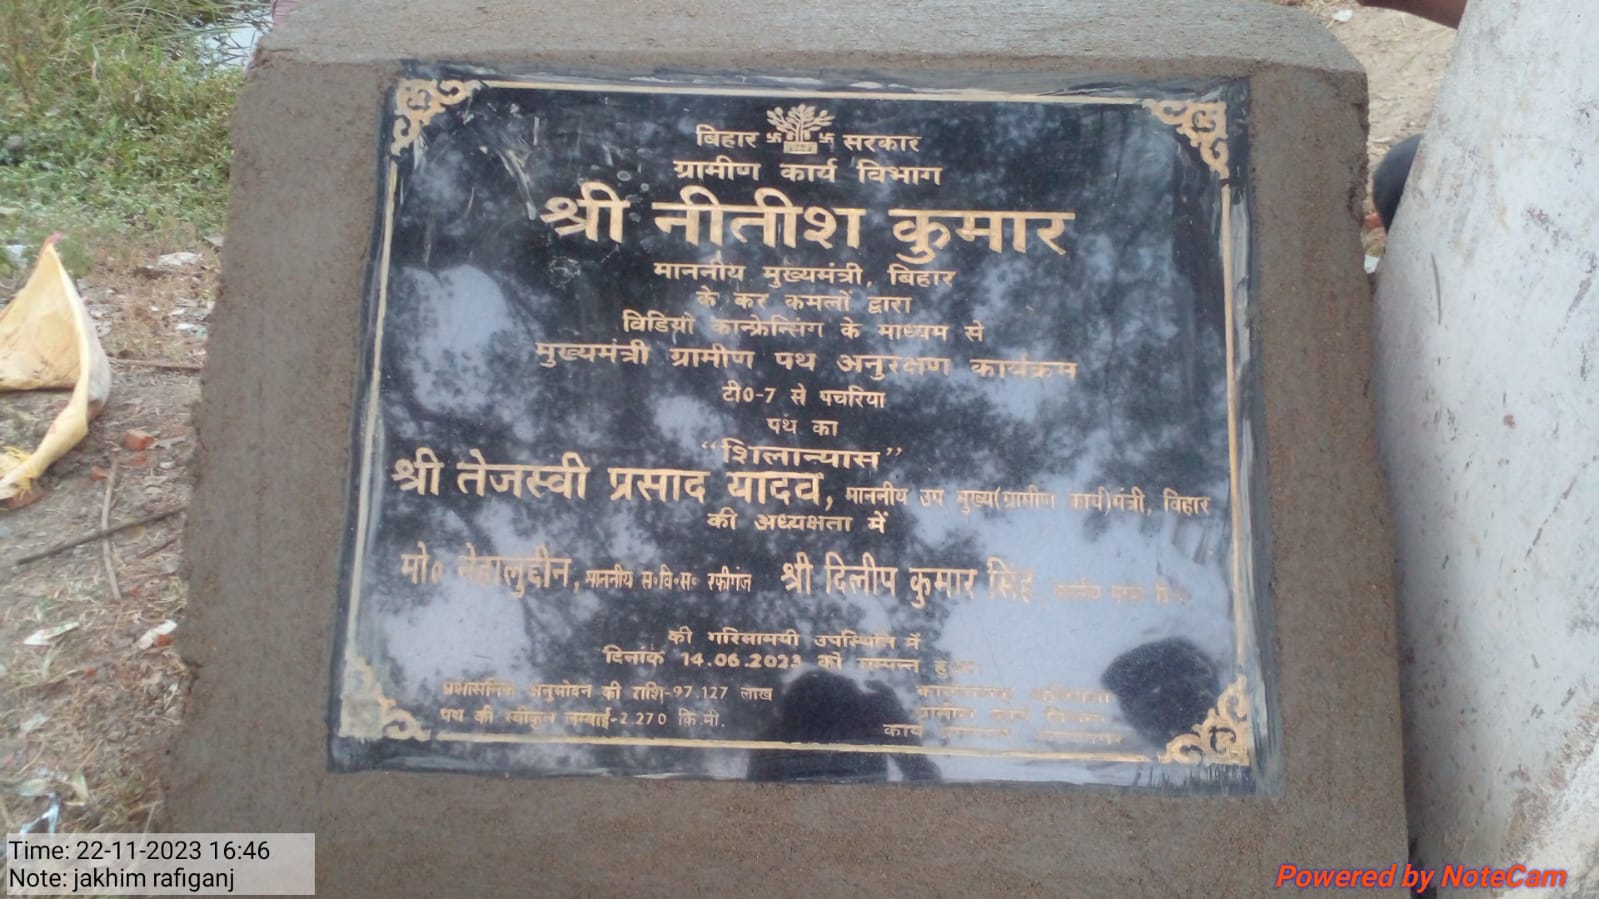 बिहार सरकार
ग्रामीण कार्य विभाग
श्री नीतीश कुमार
माननीय मुख्यमंत्री, बिहार
के कर कमलों द्वारा
विडियो कान्फ्रेन्सिंग के माध्यम से
मुख्यमंत्री ग्रामीण पथ अनुरक्षण कार्यक्रम
टी0-7 से पचरिया
पथ का
“शिलान्यास”
श्री तेजस्वी प्रसाद यादव, माननीय उप मुख्य(ग्रामीण कार्य)मंत्री, बिहार
की अध्यक्षता में
मो० नेहालुद्दीन, माननीय स०वि०स० रफीगंज श्री दिलीप कुमार सिंह,
की गरिमामयी उपस्थिति में
दिनांक 14.06.2023 को सम्पन्न हुआ
प्रशासनिक अनुमोदन की राशि-97.127 लाख
पथ की स्वीकृत लम्बाई-2.270 कि.मी.
कार्य
Time: 22-11-2023 16:46
Note: jakhim rafiganj
Powered by NoteCam